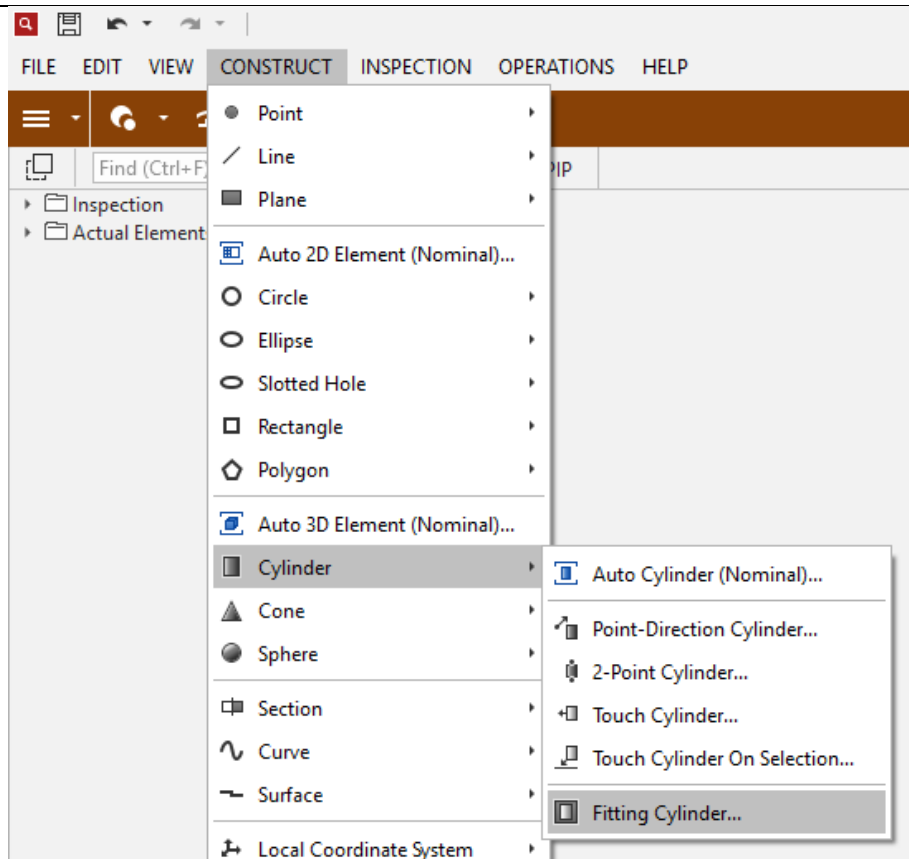 FILE EDIT VIEW CONSTRUCT INSPECTION OPERATIONS HELP
Find (Ctrl+F)
PIP
Inspection
Actual Element
Point
Line
Plane
Auto 2D Element (Nominal)...
Circle
Ellipse
Slotted Hole
Rectangle
Polygon
Auto 3D Element (Nominal)...
Cylinder
Cone
Sphere
Section
Curve
Surface
Local Coordinate System
Auto Cylinder (Nominal)...
Point-Direction Cylinder...
2-Point Cylinder...
Touch Cylinder...
Touch Cylinder On Selection...
Fitting Cylinder...